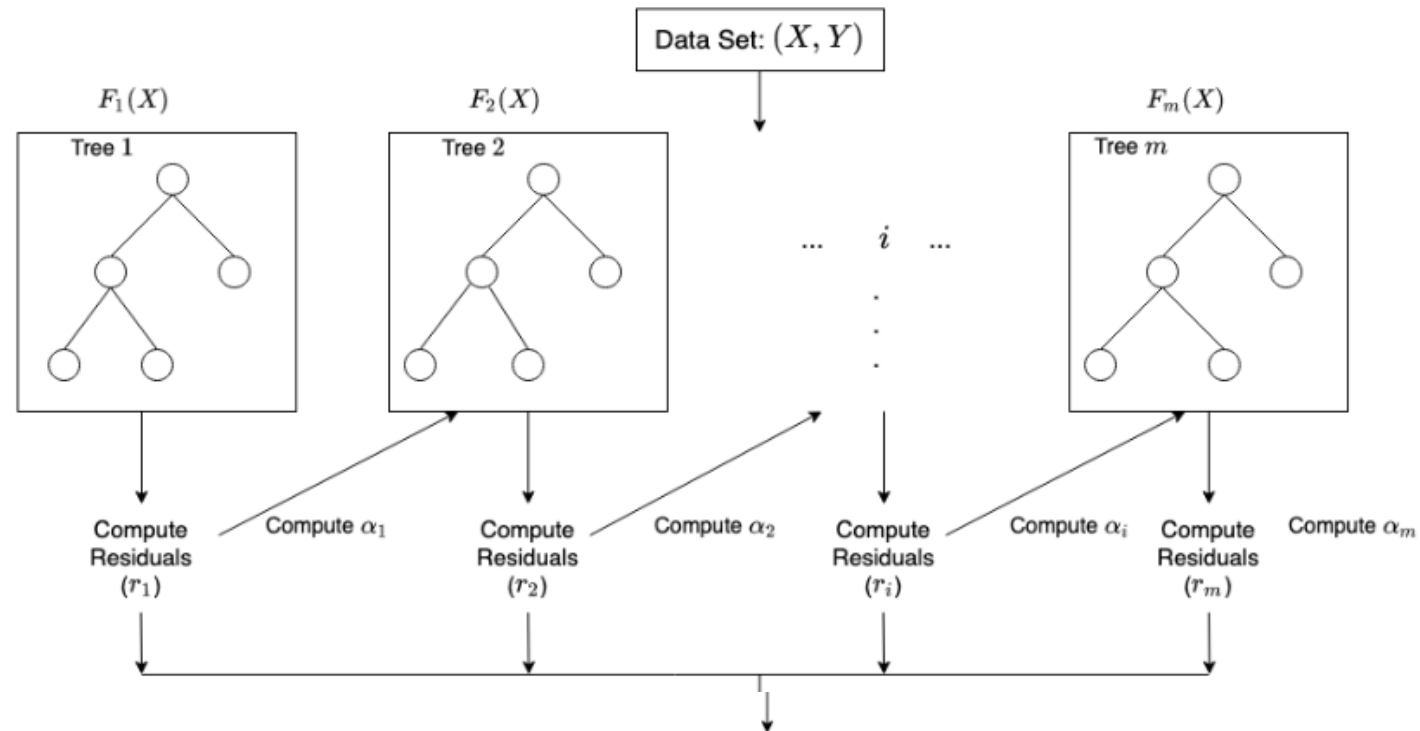 Data Set: (X, Y)
F₁(X)
F₂(X)
Fₘ(X)
Tree 1
Tree 2
Tree m
... i ...
.
.
.
Compute
Residuals
(r₁)
Compute α₁
Compute
Residuals
(r₂)
Compute α₂
Compute
Residuals
(rᵢ)
Compute αᵢ
Compute
Residuals
(rₘ)
Compute αₘ